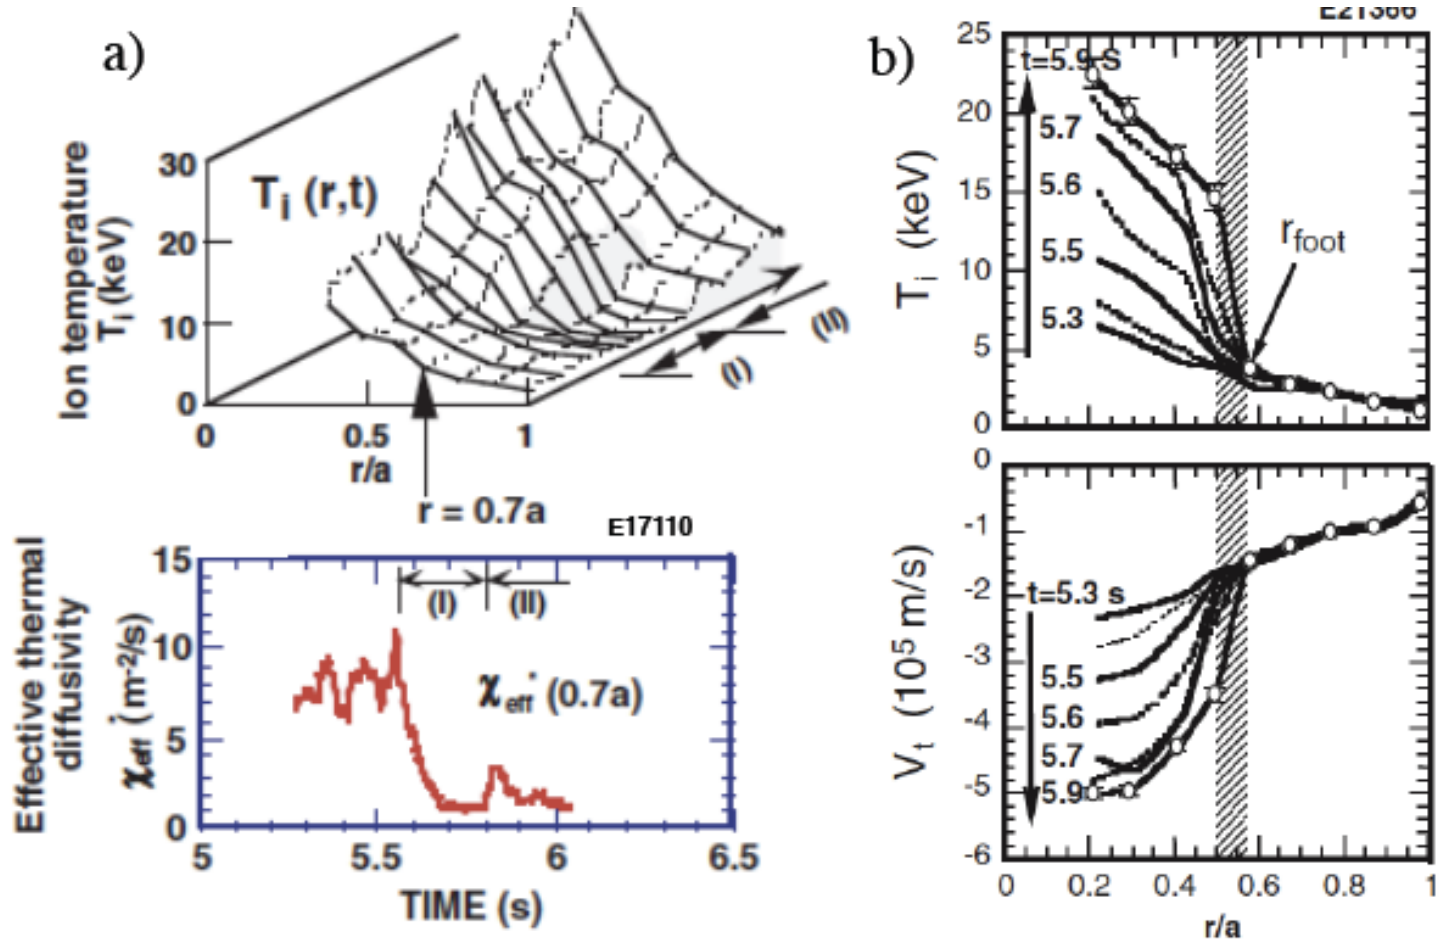 a)
Ion temperature
Tᵢ (keV)
30
20
10
0
Tᵢ (r,t)
(I)
(II)
0
0.5
1
r/a
r = 0.7a
E17110
Effective thermal
diffusivity
χeff* (m⁻²/s)
15
10
5
0
(I)
(II)
χeff* (0.7a)
5
5.5
6
6.5
TIME (s)
b)
E21366
Tᵢ (keV)
25
20
15
10
5
0
t=5.9 S
5.7
5.6
5.5
5.3
rfoot
Vt (10⁵ m/s)
0
-1
-2
-3
-4
-5
-6
t=5.3 s
5.5
5.6
5.7
5.9
0
0.2
0.4
0.6
0.8
1
r/a